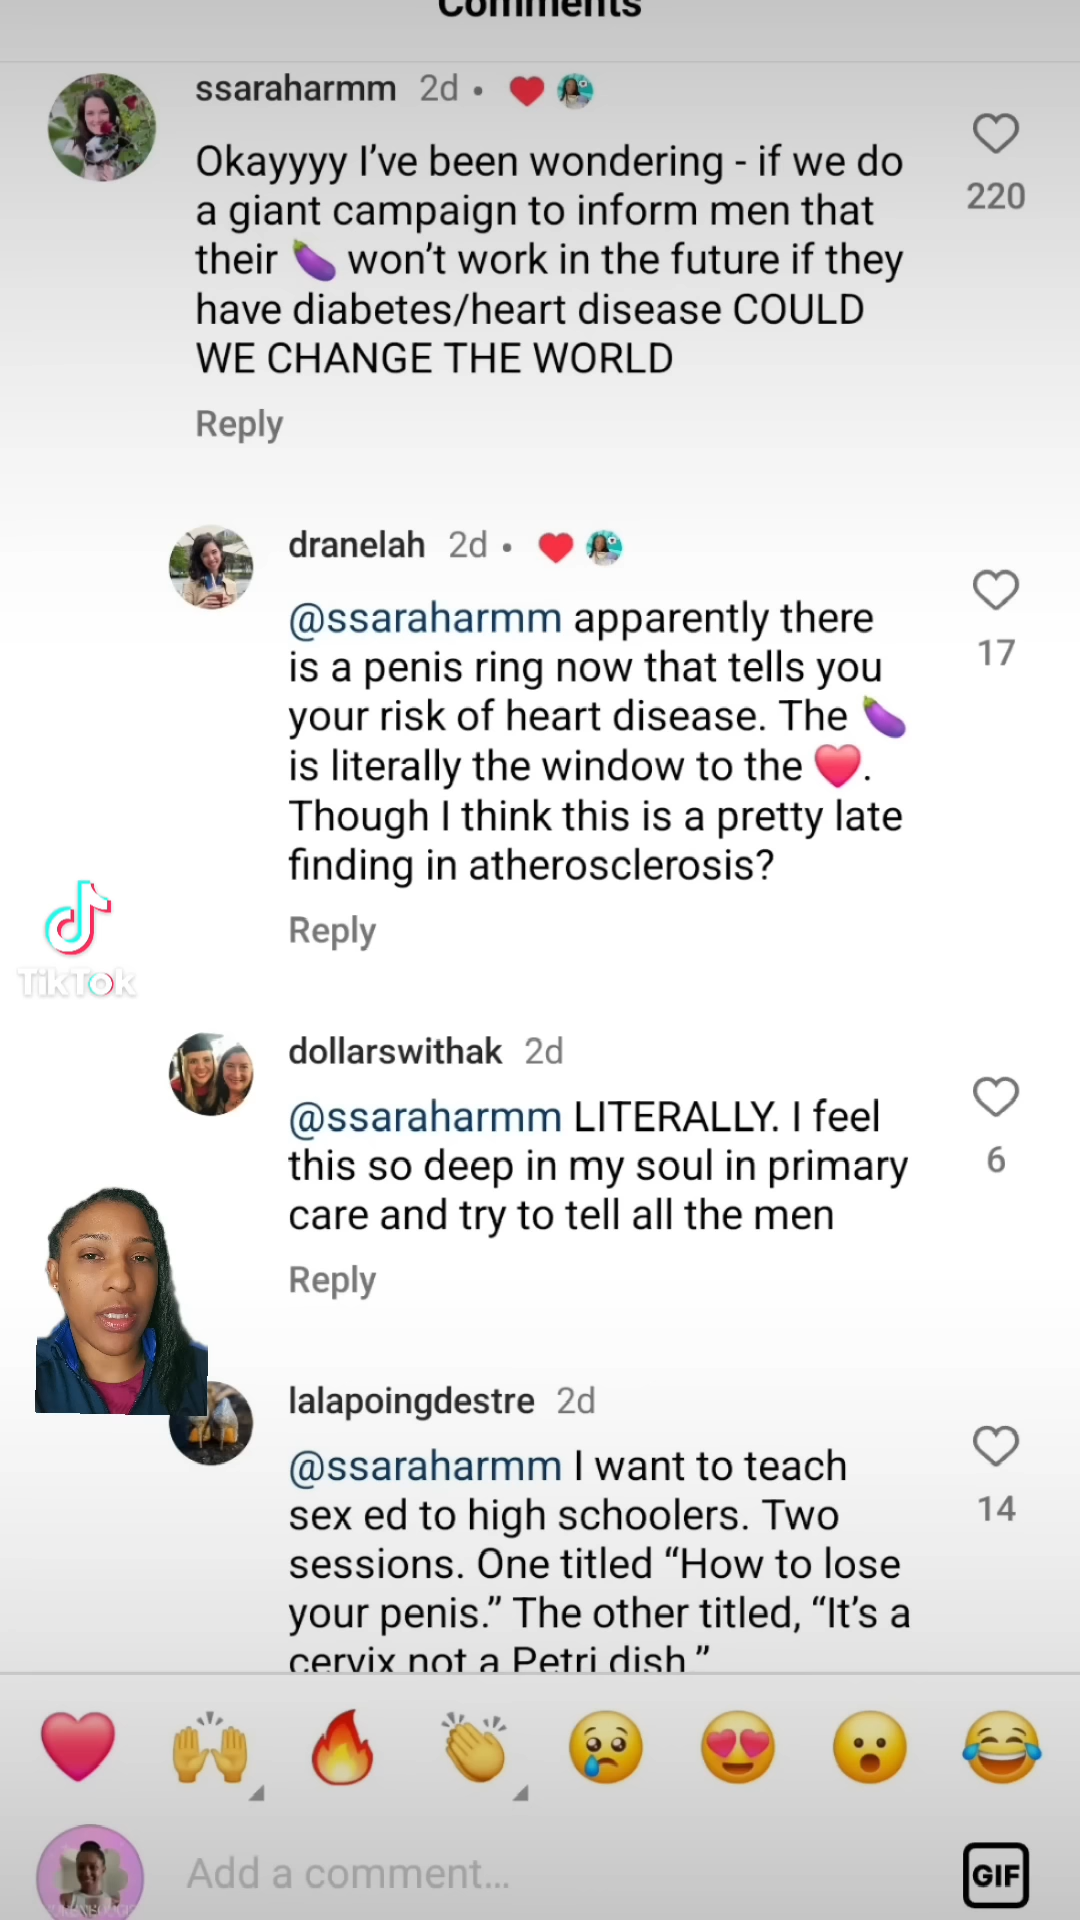 Comments
ssaraharmm 2d •
220
Okayyyy I’ve been wondering - if we do
a giant campaign to inform men that
their 🍆 won’t work in the future if they
have diabetes/heart disease COULD
WE CHANGE THE WORLD
Reply
dranelah 2d •
17
@ssaraharmm apparently there
is a penis ring now that tells you
your risk of heart disease. The 🍆
is literally the window to the ❤️.
Though I think this is a pretty late
finding in atherosclerosis?
Reply
TikTok
dollarswithak 2d
6
@ssaraharmm LITERALLY. I feel
this so deep in my soul in primary
care and try to tell all the men
Reply
lalapoingdestre 2d
14
@ssaraharmm I want to teach
sex ed to high schoolers. Two
sessions. One titled “How to lose
your penis.” The other titled, “It’s a
cervix not a Petri dish.”
Add a comment...
GIF